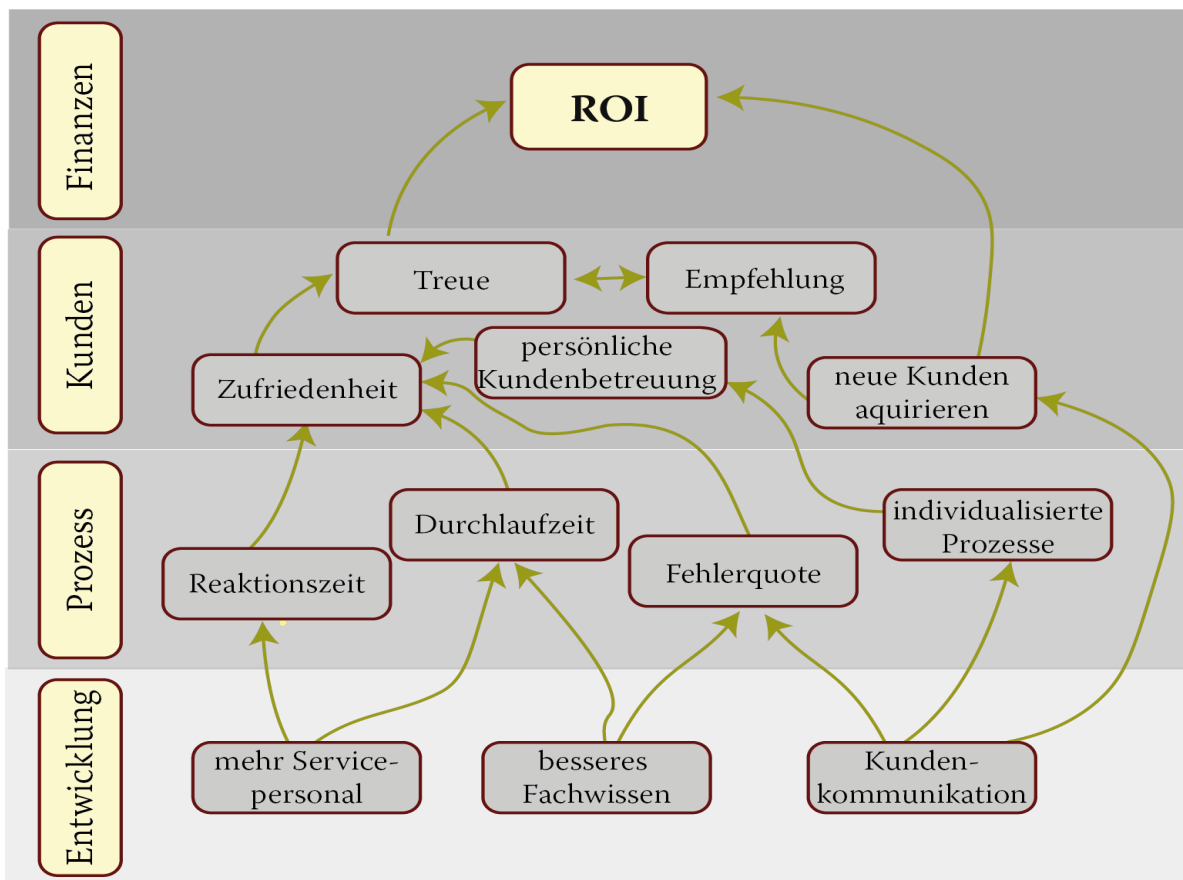 Finanzen
ROI
Kunden
Treue
Empfehlung
persönliche
Kundenbetreuung
Zufriedenheit
neue Kunden
aquirieren
Prozess
Durchlaufzeit
individualisierte
Prozesse
Reaktionszeit
Fehlerquote
Entwicklung
mehr Service-
personal
besseres
Fachwissen
Kunden-
kommunikation